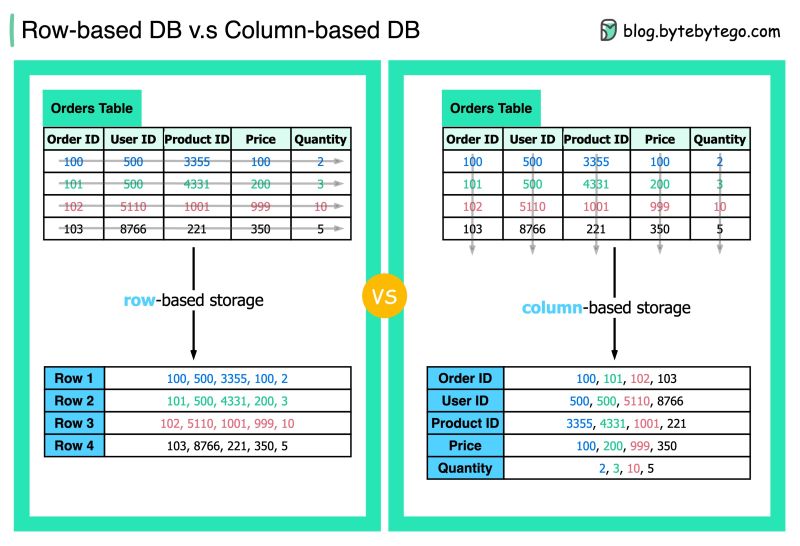 Row-based DB v.s Column-based DB
blog.bytebytego.com
Orders Table
Order ID User ID Product ID Price Quantity
100 500 3355 100 2
101 500 4331 200 3
102 5110 1001 999 10
103 8766 221 350 5
row-based storage
Row 1 100, 500, 3355, 100, 2
Row 2 101, 500, 4331, 200, 3
Row 3 102, 5110, 1001, 999, 10
Row 4 103, 8766, 221, 350, 5
VS
Orders Table
Order ID User ID Product ID Price Quantity
100 500 3355 100 2
101 500 4331 200 3
102 5110 1001 999 10
103 8766 221 350 5
column-based storage
Order ID 100, 101, 102, 103
User ID 500, 500, 5110, 8766
Product ID 3355, 4331, 1001, 221
Price 100, 200, 999, 350
Quantity 2, 3, 10, 5